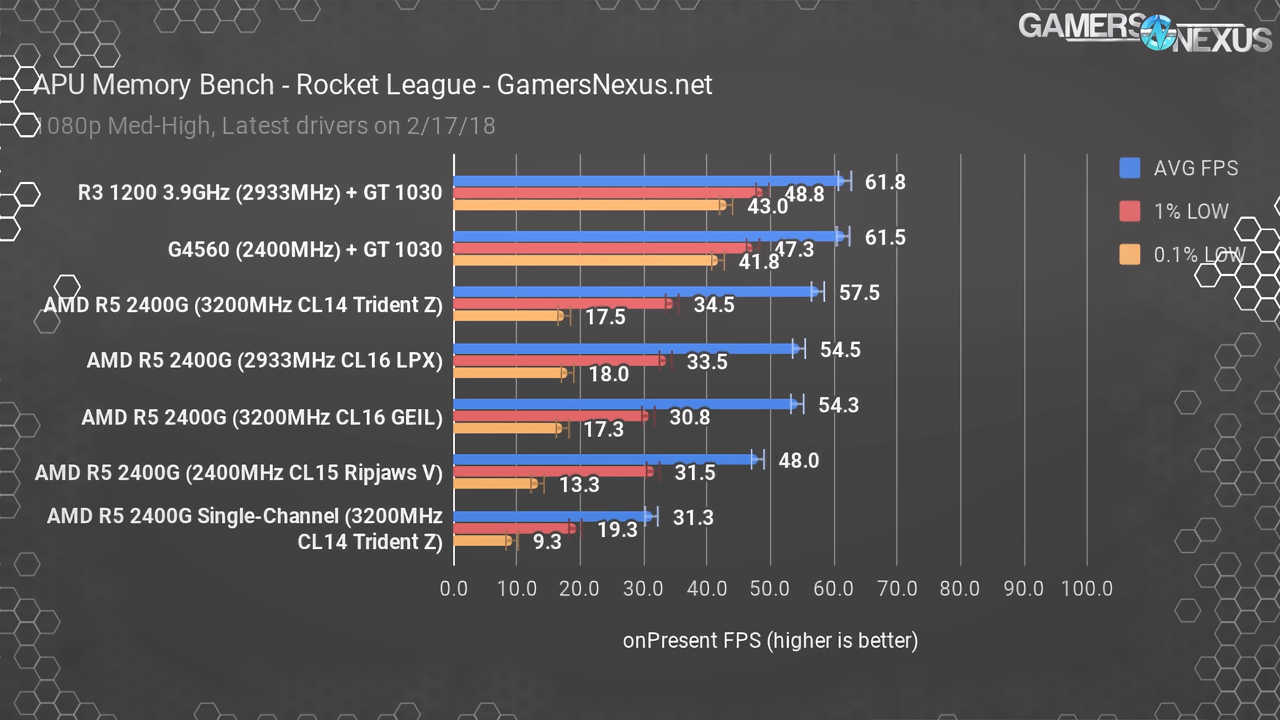 GAMERS NEXUS
APU Memory Bench - Rocket League - GamersNexus.net
1080p Med-High, Latest drivers on 2/17/18
AVG FPS
1% LOW
0.1% LOW
R3 1200 3.9GHz (2933MHz) + GT 1030
61.8
48.8
43.0
G4560 (2400MHz) + GT 1030
61.5
47.3
41.8
AMD R5 2400G (3200MHz CL14 Trident Z)
57.5
34.5
17.5
AMD R5 2400G (2933MHz CL16 LPX)
54.5
33.5
18.0
AMD R5 2400G (3200MHz CL16 GEIL)
54.3
30.8
17.3
AMD R5 2400G (2400MHz CL15 Ripjaws V)
48.0
31.5
13.3
AMD R5 2400G Single-Channel (3200MHz
CL14 Trident Z)
31.3
19.3
9.3
0.0 10.0 20.0 30.0 40.0 50.0 60.0 70.0 80.0 90.0 100.0
onPresent FPS (higher is better)